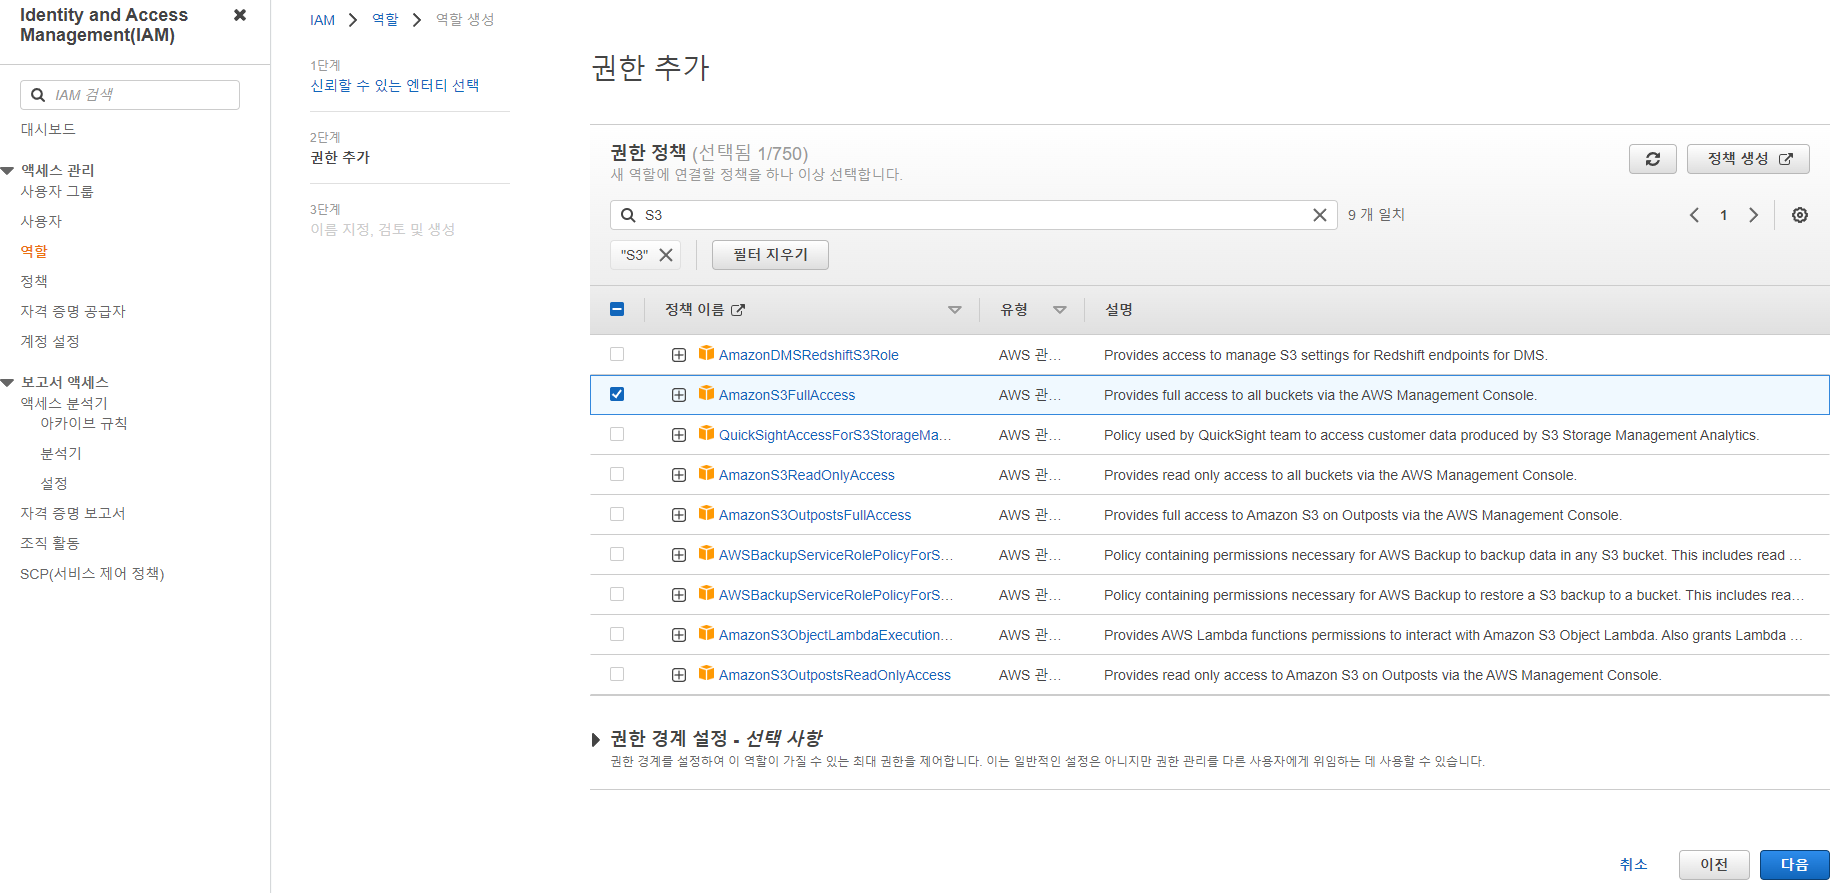 Identity and Access
Management(IAM)
IAM 검색
대시보드
액세스 관리
사용자 그룹
사용자
역할
정책
자격 증명 공급자
계정 설정
보고서 액세스
액세스 분석기
아카이브 규칙
분석기
설정
자격 증명 보고서
조직 활동
SCP(서비스 제어 정책)
IAM 역할 역할 생성
1단계
신뢰할 수 있는 엔터티 선택
2단계
권한 추가
3단계
이름 지정, 검토 및 생성
권한 추가
권한 정책 (선택됨 1/750)
새 역할에 연결할 정책을 하나 이상 선택합니다.
정책 생성
S3 9 개 일치 1
"S3" 필터 지우기
정책 이름 유형 설명
AmazonDMSRedshiftS3Role AWS 관... Provides access to manage S3 settings for Redshift endpoints for DMS.
AmazonS3FullAccess AWS 관... Provides full access to all buckets via the AWS Management Console.
QuickSightAccessForS3StorageMa... AWS 관... Policy used by QuickSight team to access customer data produced by S3 Storage Management Analytics.
AmazonS3ReadOnlyAccess AWS 관... Provides read only access to all buckets via the AWS Management Console.
AmazonS3OutpostsFullAccess AWS 관... Provides full access to Amazon S3 on Outposts via the AWS Management Console.
AWSBackupServiceRolePolicyForS... AWS 관... Policy containing permissions necessary for AWS Backup to backup data in any S3 bucket. This includes read ...
AWSBackupServiceRolePolicyForS... AWS 관... Policy containing permissions necessary for AWS Backup to restore a S3 backup to a bucket. This includes rea...
AmazonS3ObjectLambdaExecution... AWS 관... Provides AWS Lambda functions permissions to interact with Amazon S3 Object Lambda. Also grants Lambda ...
AmazonS3OutpostsReadOnlyAccess AWS 관... Provides read only access to Amazon S3 on Outposts via the AWS Management Console.
권한 경계 설정 - 선택 사항
권한 경계를 설정하여 이 역할이 가질 수 있는 최대 권한을 제어합니다. 이는 일반적인 설정은 아니지만 권한 관리를 다른 사용자에게 위임하는 데 사용할 수 있습니다.
취소 이전 다음